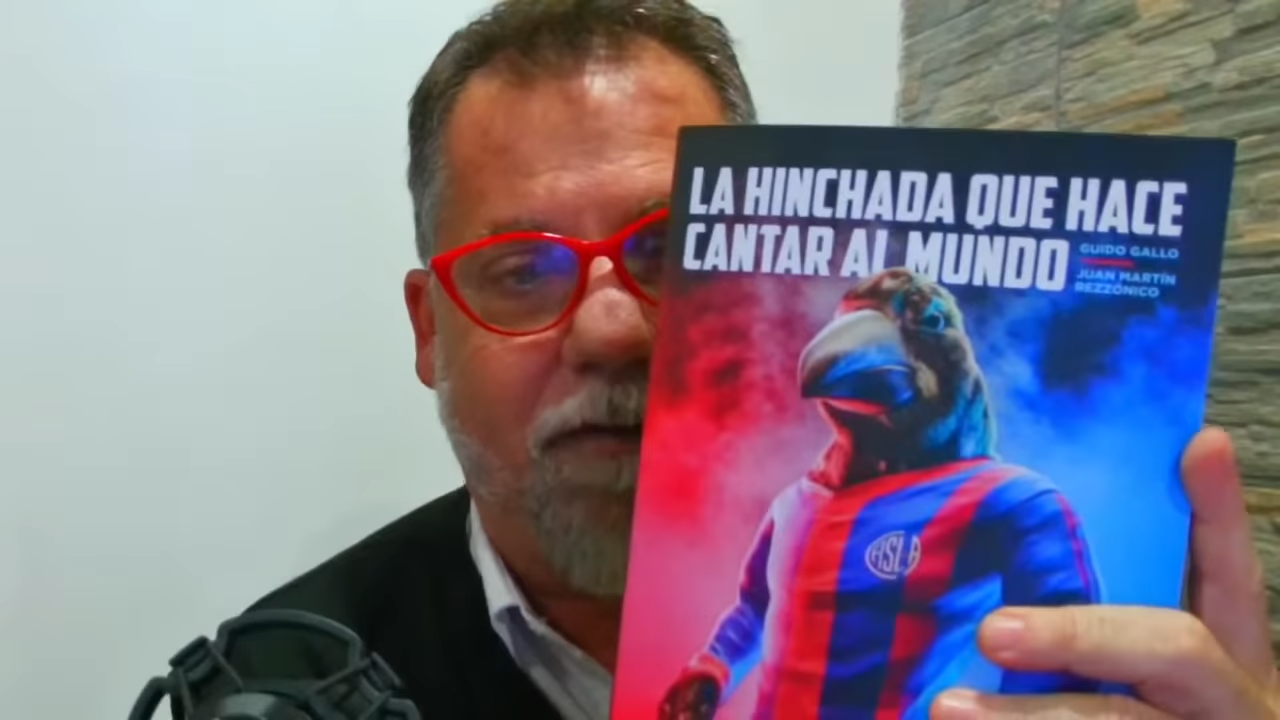 LA HINCHADA QUE HACE
CANTAR AL MUNDO
GUIDO GALLO
JUAN MARTÍN
REZZÓNICO
CASLA